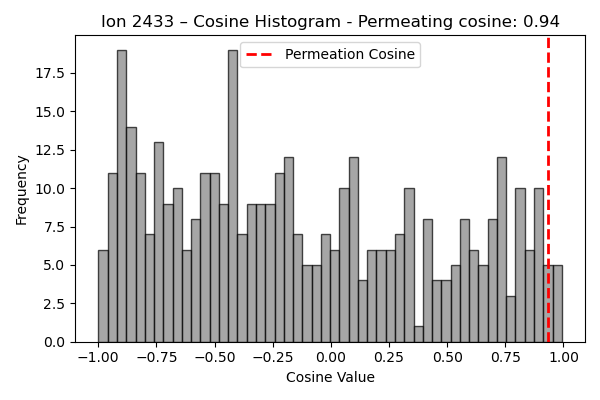 Ion 2433 – Cosine Histogram - Permeating cosine: 0.94
Permeation Cosine
Frequency
17.5
15.0
12.5
10.0
7.5
5.0
2.5
0.0
−1.00 −0.75 −0.50 −0.25 0.00 0.25 0.50 0.75 1.00
Cosine Value